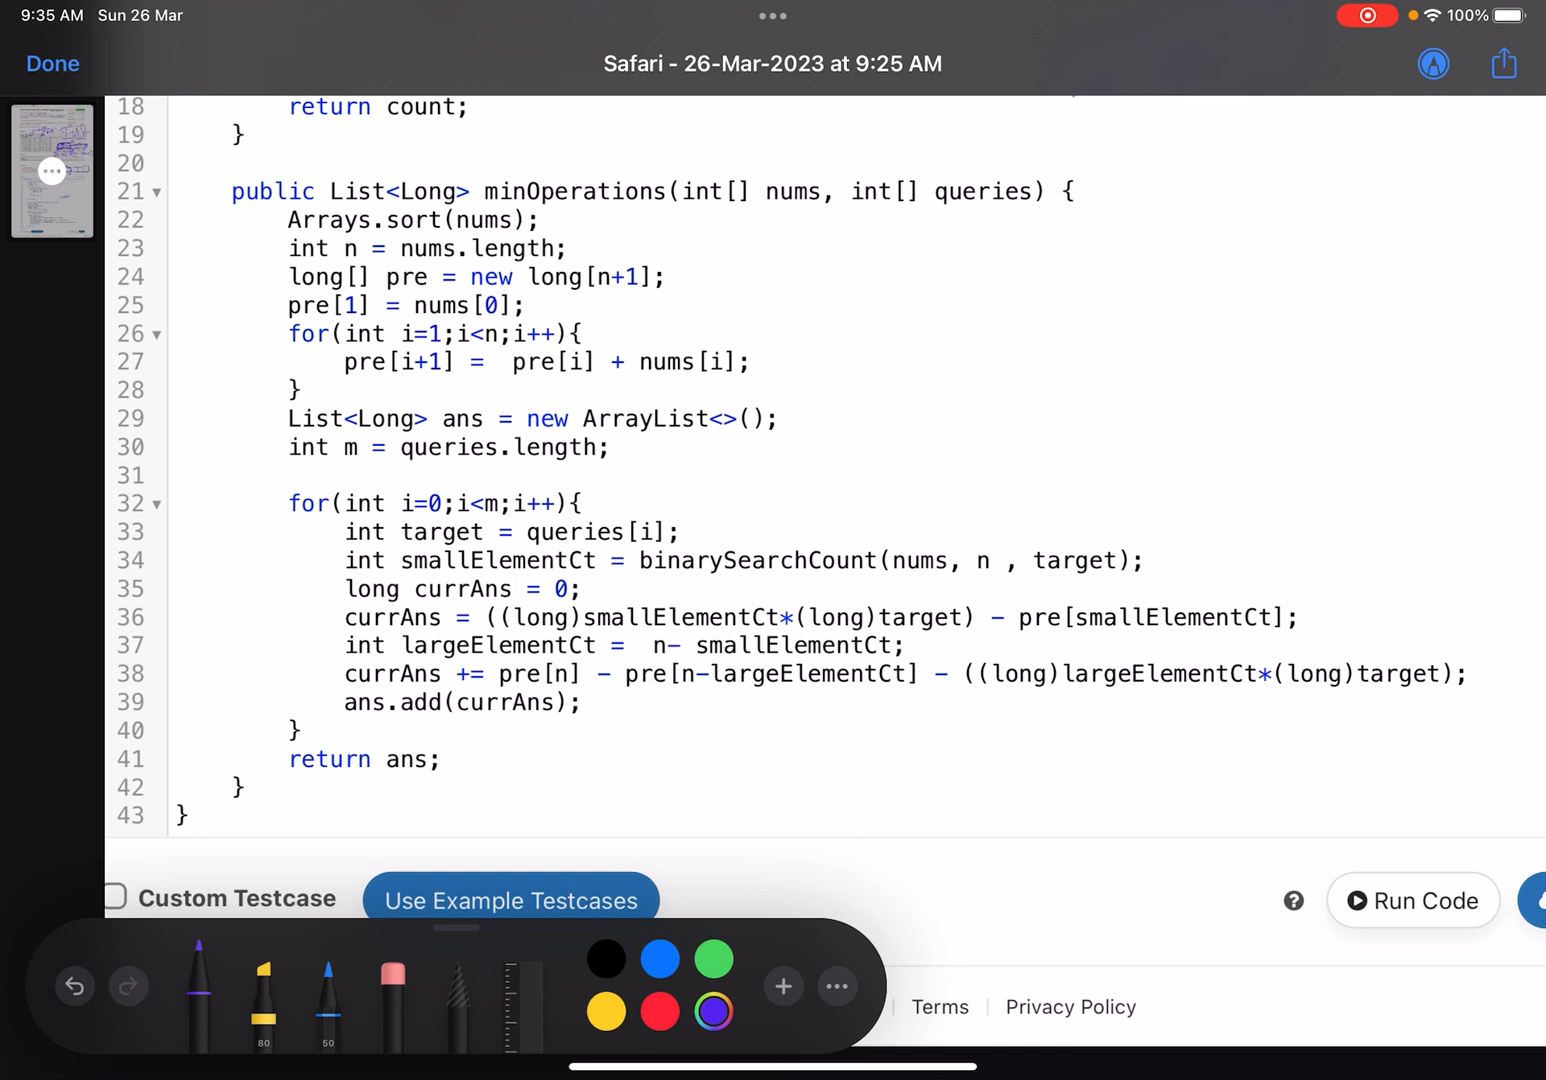 9:35 AM Sun 26 Mar
100%
Done
Safari - 26-Mar-2023 at 9:25 AM
18 return count;
19 }
20
21 public List<Long> minOperations(int[] nums, int[] queries) {
22 Arrays.sort(nums);
23 int n = nums.length;
24 long[] pre = new long[n+1];
25 pre[1] = nums[0];
26 for(int i=1;i<n;i++){
27 pre[i+1] =  pre[i] + nums[i];
28 }
29 List<Long> ans = new ArrayList<>();
30 int m = queries.length;
31
32 for(int i=0;i<m;i++){
33 int target = queries[i];
34 int smallElementCt = binarySearchCount(nums, n , target);
35 long currAns = 0;
36 currAns = ((long)smallElementCt*(long)target) - pre[smallElementCt];
37 int largeElementCt =  n- smallElementCt;
38 currAns += pre[n] - pre[n-largeElementCt] - ((long)largeElementCt*(long)target);
39 ans.add(currAns);
40 }
41 return ans;
42 }
43 }
Custom Testcase
Use Example Testcases
?
Run Code
80
50
Terms
Privacy Policy